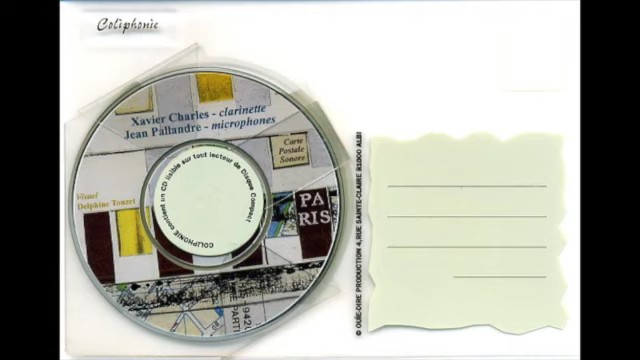 Coliphonie
Xavier Charles - clarinette
Jean Pallandre - microphones
Carte
Postale
Sonore
Visuel
Delphine Touzet
PA
RIS
COLIPHONIE contient un CD lisible sur tout lecteur de Disque Compact
© OUÏE-DIRE PRODUCTION 4, RUE SAINTE-CLAIRE 81000 ALBI